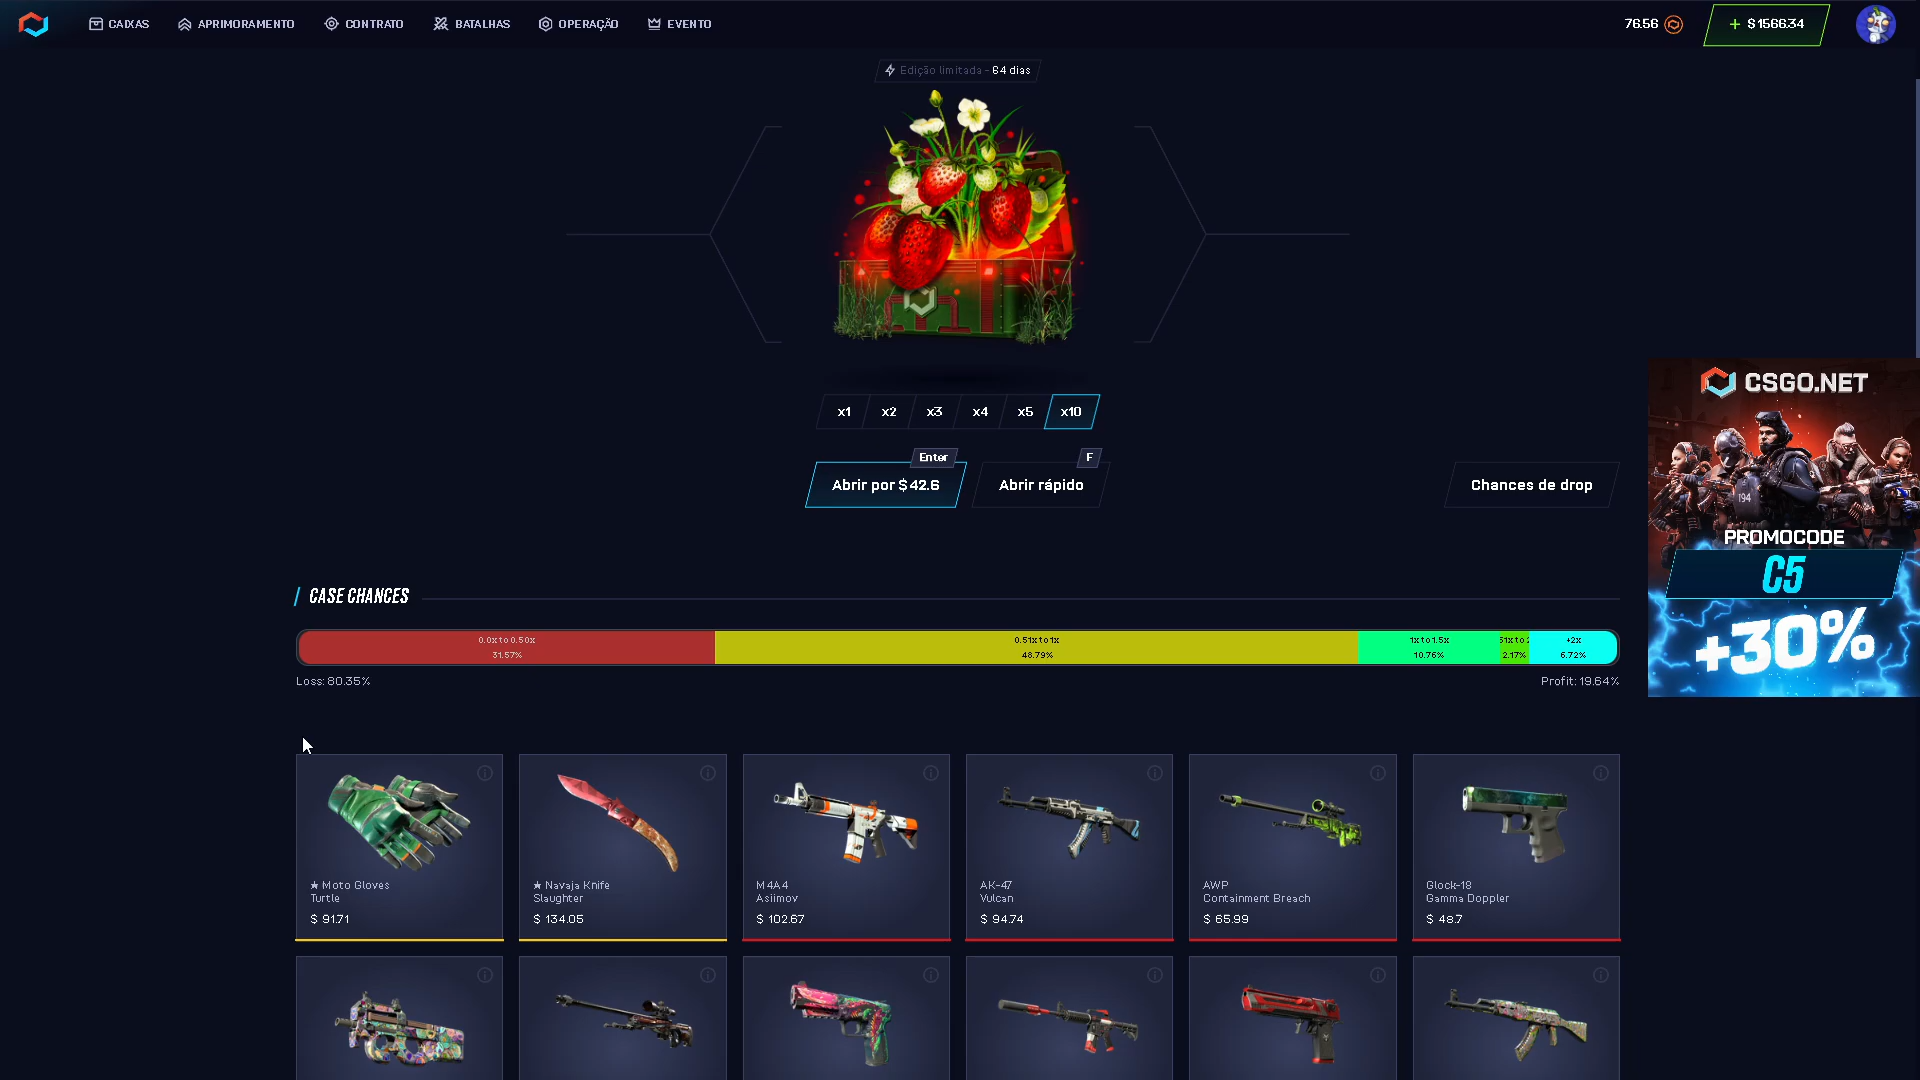 CAIXAS
APRIMORAMENTO
CONTRATO
BATALHAS
OPERAÇÃO
EVENTO
76.56
+ $ 1566.34
Edição limitada - 64 dias
x1
x2
x3
x4
x5
x10
Enter
F
Abrir por $ 42.6
Abrir rápido
Chances de drop
CSGO.NET
194
PROMOCODE
C5
+30%
CASE CHANCES
0.0x to 0.50x
31.57%
0.51x to 1x
48.79%
1x to 1.5x
10.76%
51x to 2
2.17%
+2x
6.72%
Loss: 80.35%
Profit: 19.64%
★ Moto Gloves
Turtle
$ 91.71
★ Navaja Knife
Slaughter
$ 134.05
M4A4
Asiimov
$ 102.67
AK-47
Vulcan
$ 94.74
AWP
Containment Breach
$ 65.99
Glock-18
Gamma Doppler
$ 48.7